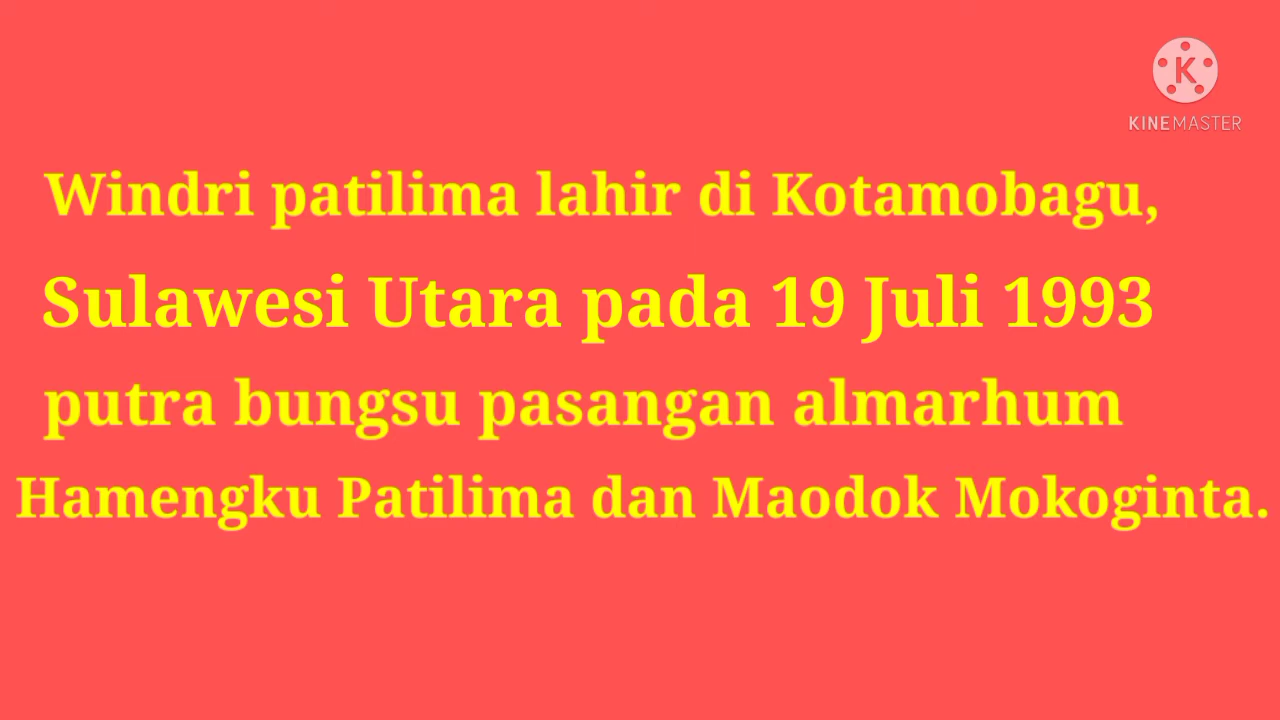 KINEMASTER
Windri patilima lahir di Kotamobagu,
Sulawesi Utara pada 19 Juli 1993
putra bungsu pasangan almarhum
Hamengku Patilima dan Maodok Mokoginta.